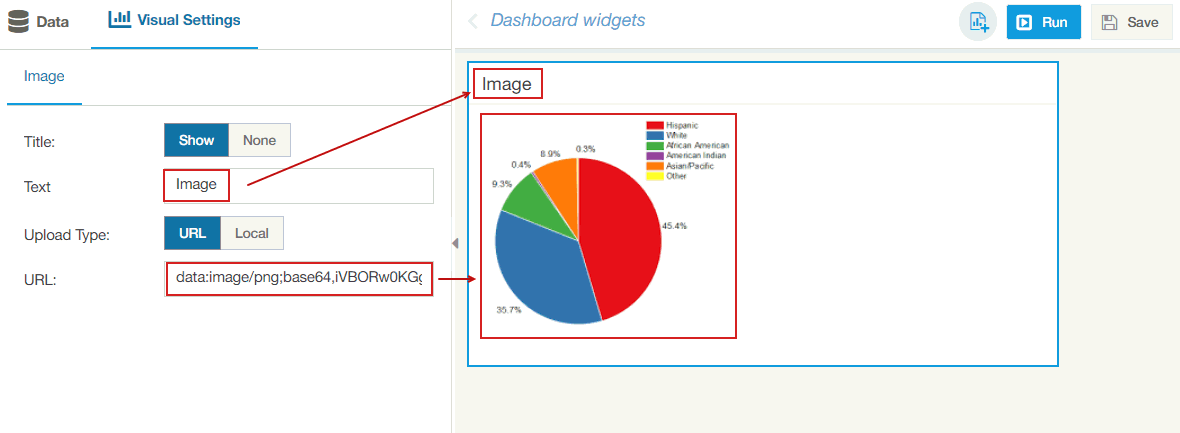 Data
Visual Settings
Dashboard widgets
Run
Save
Image
Title:
Show
None
Text
Image
Upload Type:
URL
Local
URL:
data:image/png;base64,iVBORw0KGg
Image
Hispanic
White
African American
American Indian
Asian/Pacific
Other
0.3%
8.9%
0.4%
9.3%
45.4%
35.7%